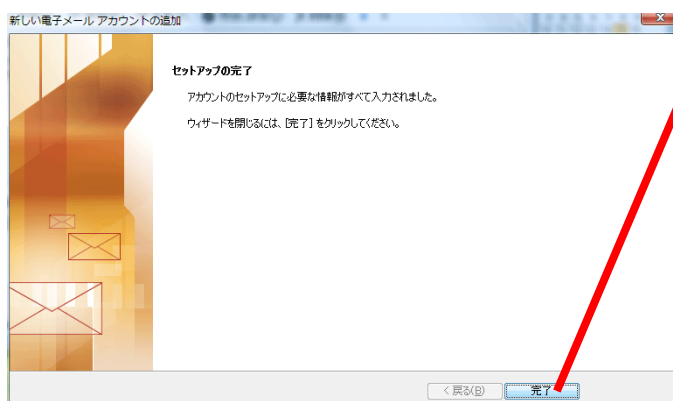 新しい電子メール アカウントの追加
セットアップの完了
アカウントのセットアップに必要な情報がすべて入力されました。
ウィザードを閉じるには、[完了] をクリックしてください。
< 戻る(B)
完了